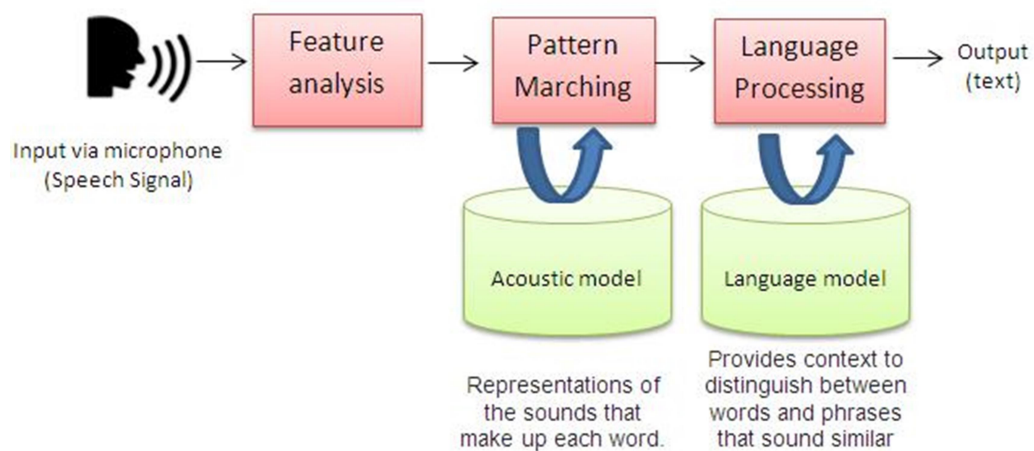 Feature
analysis
Pattern
Marching
Language
Processing
Output
(text)
Input via microphone
(Speech Signal)
Acoustic model
Language model
Representations of
the sounds that
make up each word.
Provides context to
distinguish between
words and phrases
that sound similar